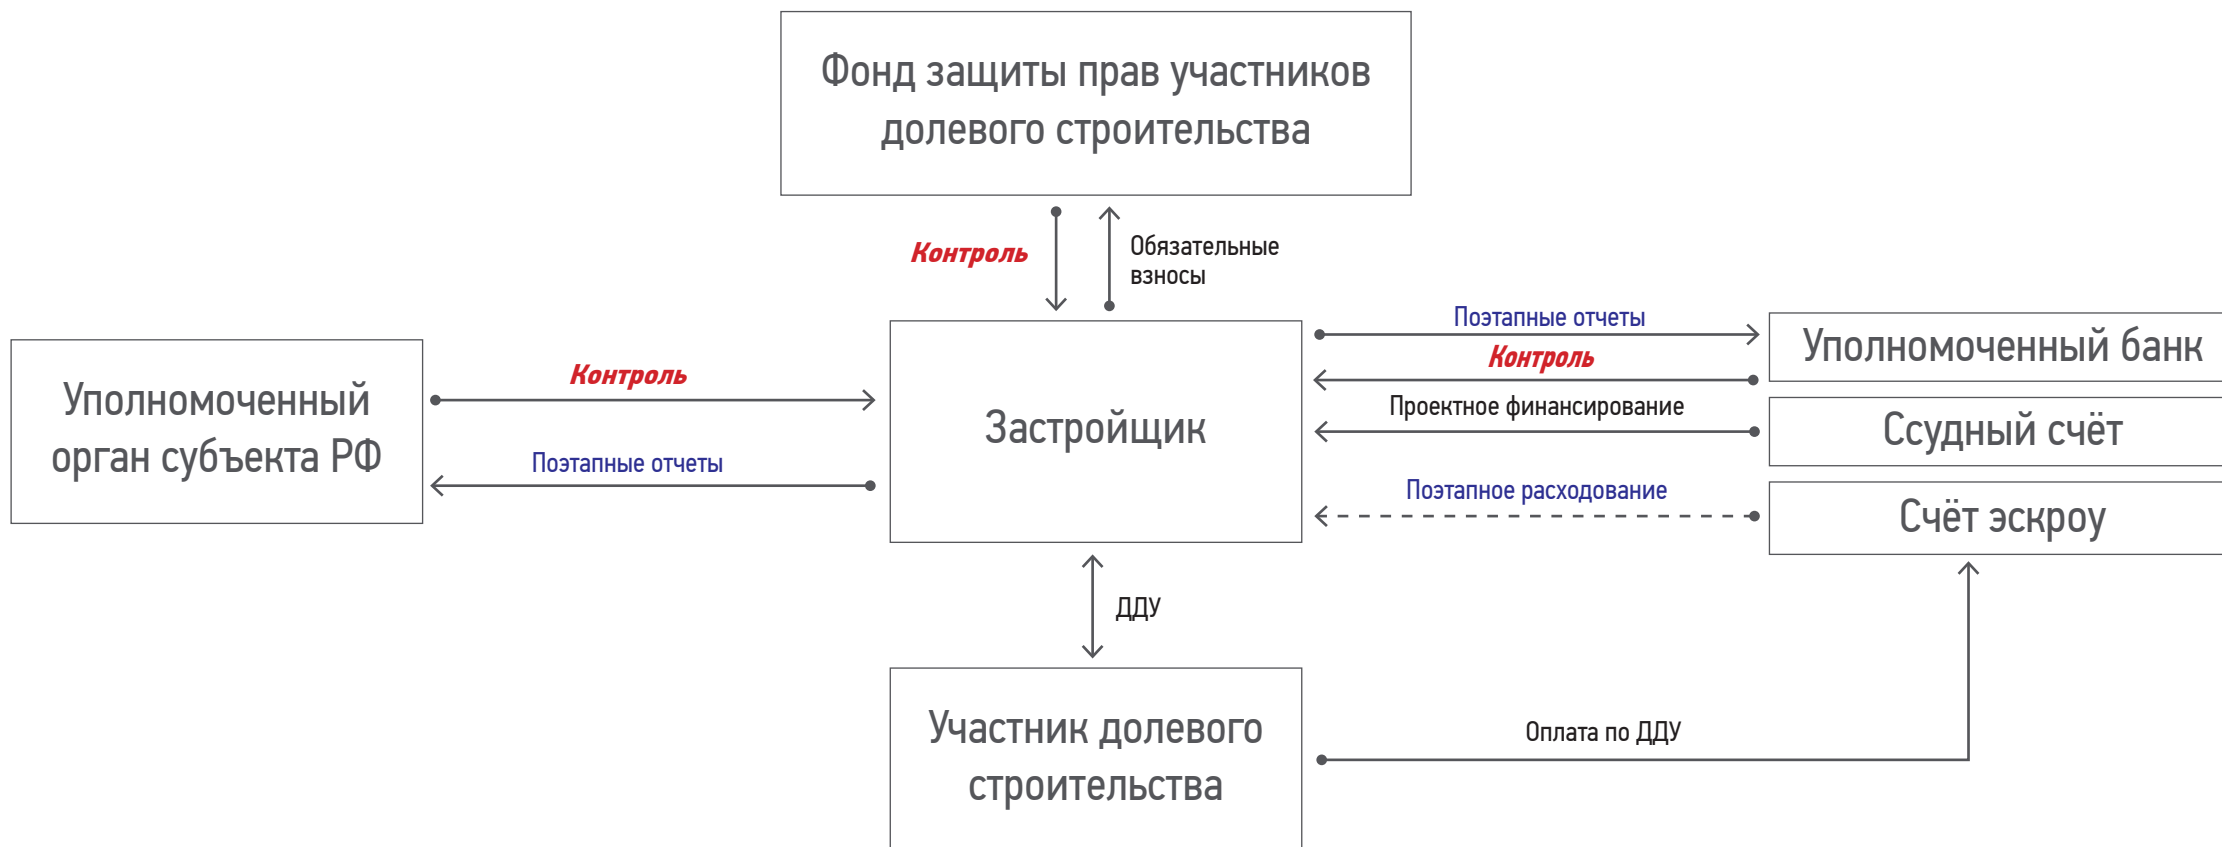 Фонд защиты прав участников
долевого строительства
Контроль
Обязательные
взносы
Уполномоченный
орган субъекта РФ
Контроль
Поэтапные отчеты
Застройщик
Поэтапные отчеты
Контроль
Проектное финансирование
Поэтапное расходование
Уполномоченный банк
Ссудный счёт
Счёт эскроу
ДДУ
Участник долевого
строительства
Оплата по ДДУ